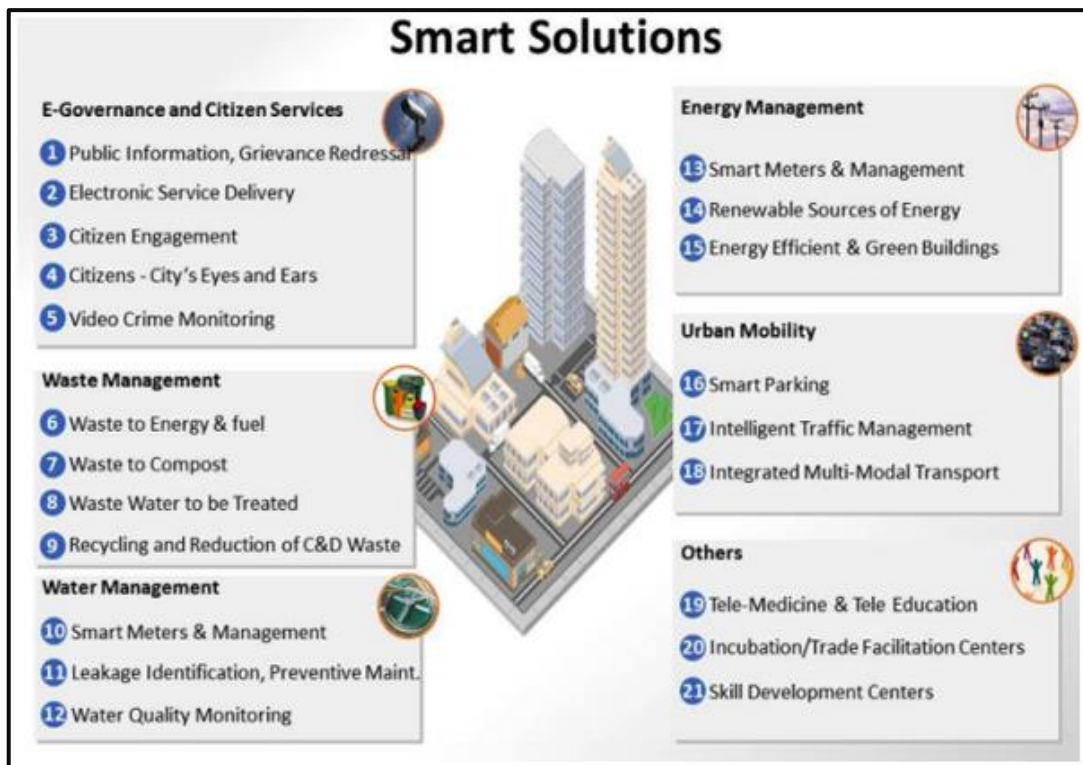 Smart Solutions
E-Governance and Citizen Services
1 Public Information, Grievance Redressal
2 Electronic Service Delivery
3 Citizen Engagement
4 Citizens - City's Eyes and Ears
5 Video Crime Monitoring
Waste Management
6 Waste to Energy & fuel
7 Waste to Compost
8 Waste Water to be Treated
9 Recycling and Reduction of C&D Waste
Water Management
10 Smart Meters & Management
11 Leakage Identification, Preventive Maint.
12 Water Quality Monitoring
Energy Management
13 Smart Meters & Management
14 Renewable Sources of Energy
15 Energy Efficient & Green Buildings
Urban Mobility
16 Smart Parking
17 Intelligent Traffic Management
18 Integrated Multi-Modal Transport
Others
19 Tele-Medicine & Tele Education
20 Incubation/Trade Facilitation Centers
21 Skill Development Centers